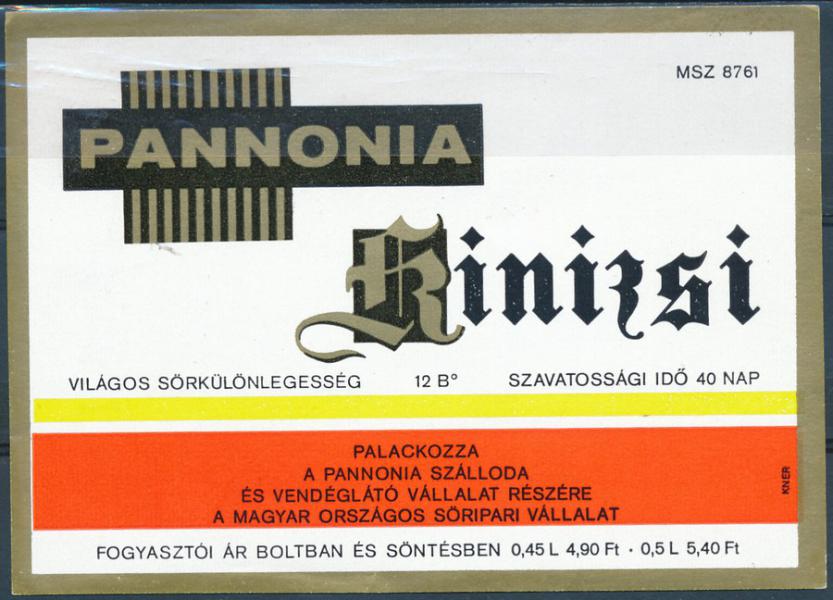 MSZ 8761
PANNONIA
Kinizsi
VILÁGOS SÖRKÜLÖNLEGESSÉG 12 B° SZAVATOSSÁGI IDŐ 40 NAP
PALACKOZZA
A PANNONIA SZÁLLODA
ÉS VENDÉGLÁTÓ VÁLLALAT RÉSZÉRE
A MAGYAR ORSZÁGOS SÖRIPARI VÁLLALAT
KNER
FOGYASZTÓI ÁR BOLTBAN ÉS SÖNTÉSBEN 0,45 L 4,90 Ft · 0,5 L 5,40 Ft